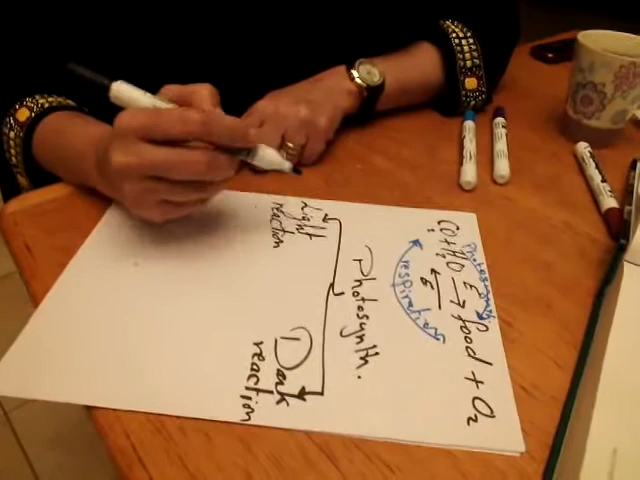 Photosynthesis
CO₂ + H₂O E → food + O₂
← E
respiration
Photosynth.
Light
reaction
Dark
reaction